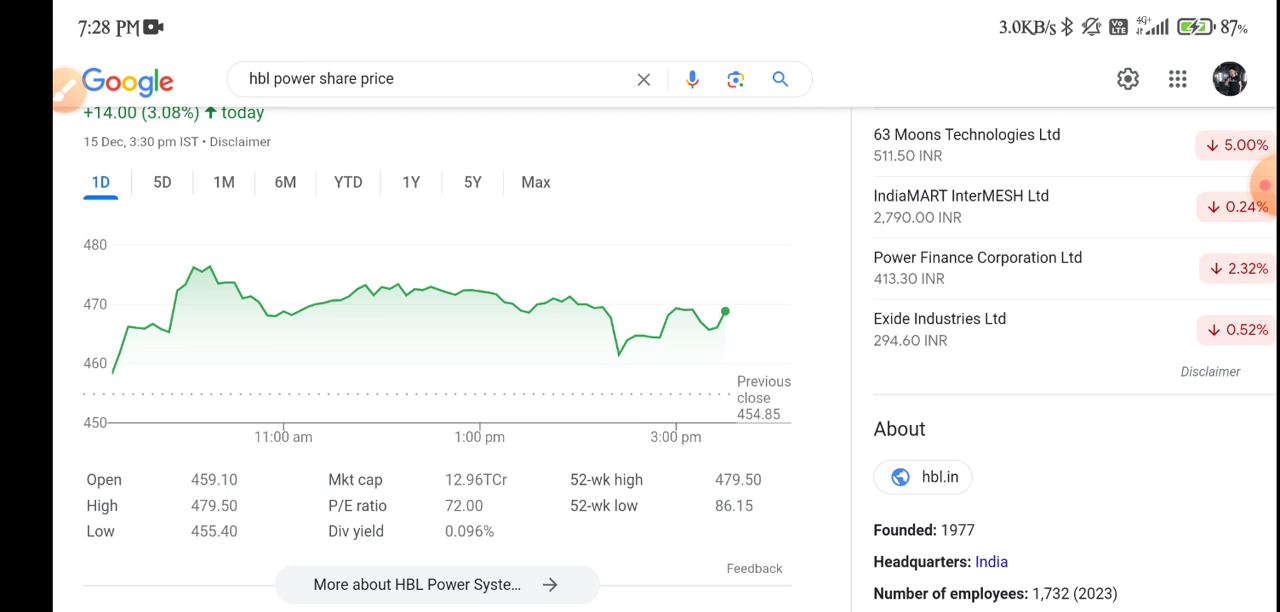 7:28 PM
3.0KB/s 4G+ Vo LTE 87%
Google
hbl power share price
+14.00 (3.08%) ↑ today
15 Dec, 3:30 pm IST • Disclaimer
1D 5D 1M 6M YTD 1Y 5Y Max
480
470
460
450
Previous
close
454.85
11:00 am 1:00 pm 3:00 pm
Open 459.10 Mkt cap 12.96TCr 52-wk high 479.50
High 479.50 P/E ratio 72.00 52-wk low 86.15
Low 455.40 Div yield 0.096%
Feedback
More about HBL Power Syste... →
63 Moons Technologies Ltd
511.50 INR
↓ 5.00%
IndiaMART InterMESH Ltd
2,790.00 INR
↓ 0.24%
Power Finance Corporation Ltd
413.30 INR
↓ 2.32%
Exide Industries Ltd
294.60 INR
↓ 0.52%
Disclaimer
About
hbl.in
Founded: 1977
Headquarters: India
Number of employees: 1,732 (2023)